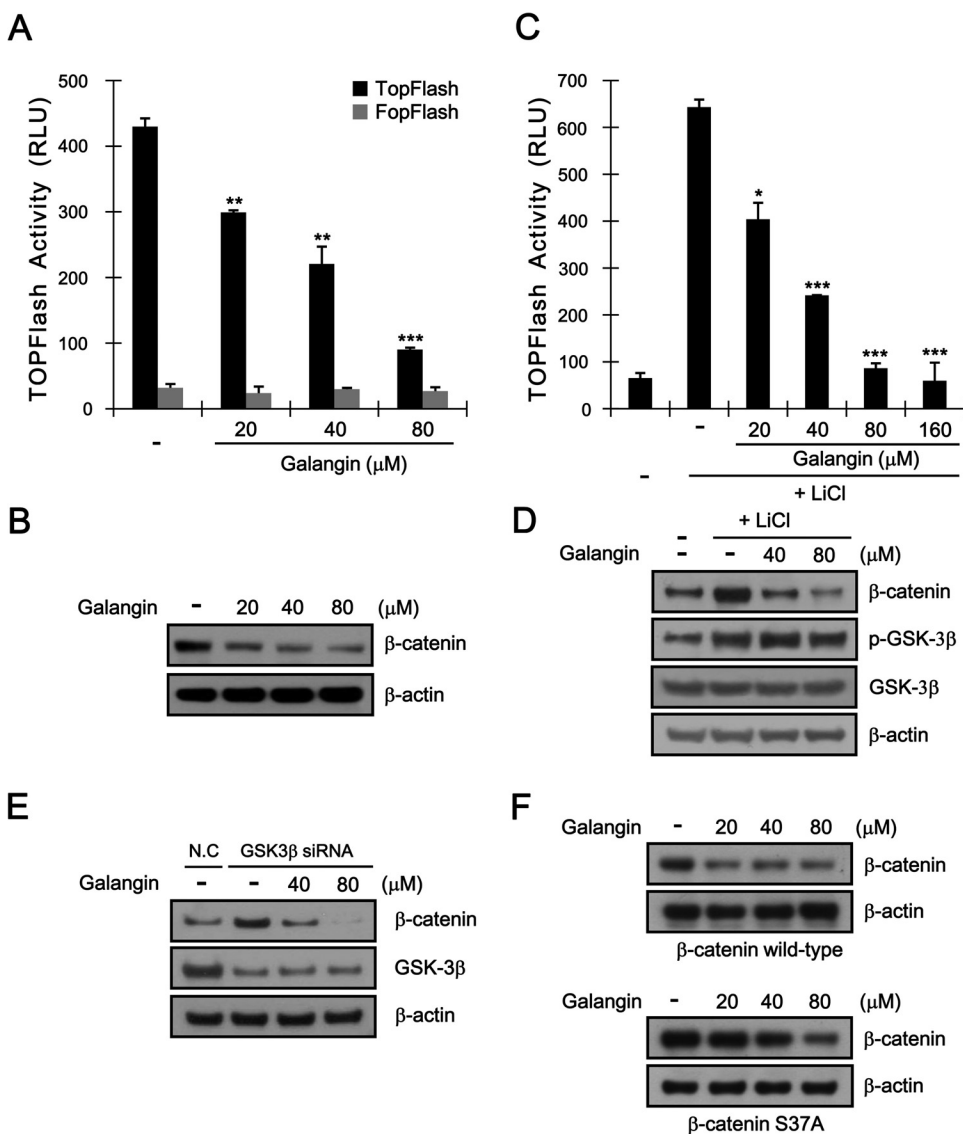 A
TOPFlash Activity (RLU)
500
400
300
200
100
0
TopFlash
FopFlash
**
**
***
-
20 40 80
Galangin (μM)
C
TOPFlash Activity (RLU)
700
600
500
400
300
200
100
0
*
***
***
***
-
-
20 40 80 160
Galangin (μM)
+ LiCl
B
Galangin - 20 40 80 (μM)
β-catenin
β-actin
D
- + LiCl
Galangin - - 40 80 (μM)
β-catenin
p-GSK-3β
GSK-3β
β-actin
E
N.C GSK3β siRNA
Galangin - - 40 80 (μM)
β-catenin
GSK-3β
β-actin
F
Galangin - 20 40 80 (μM)
β-catenin
β-actin
β-catenin wild-type
Galangin - 20 40 80 (μM)
β-catenin
β-actin
β-catenin S37A